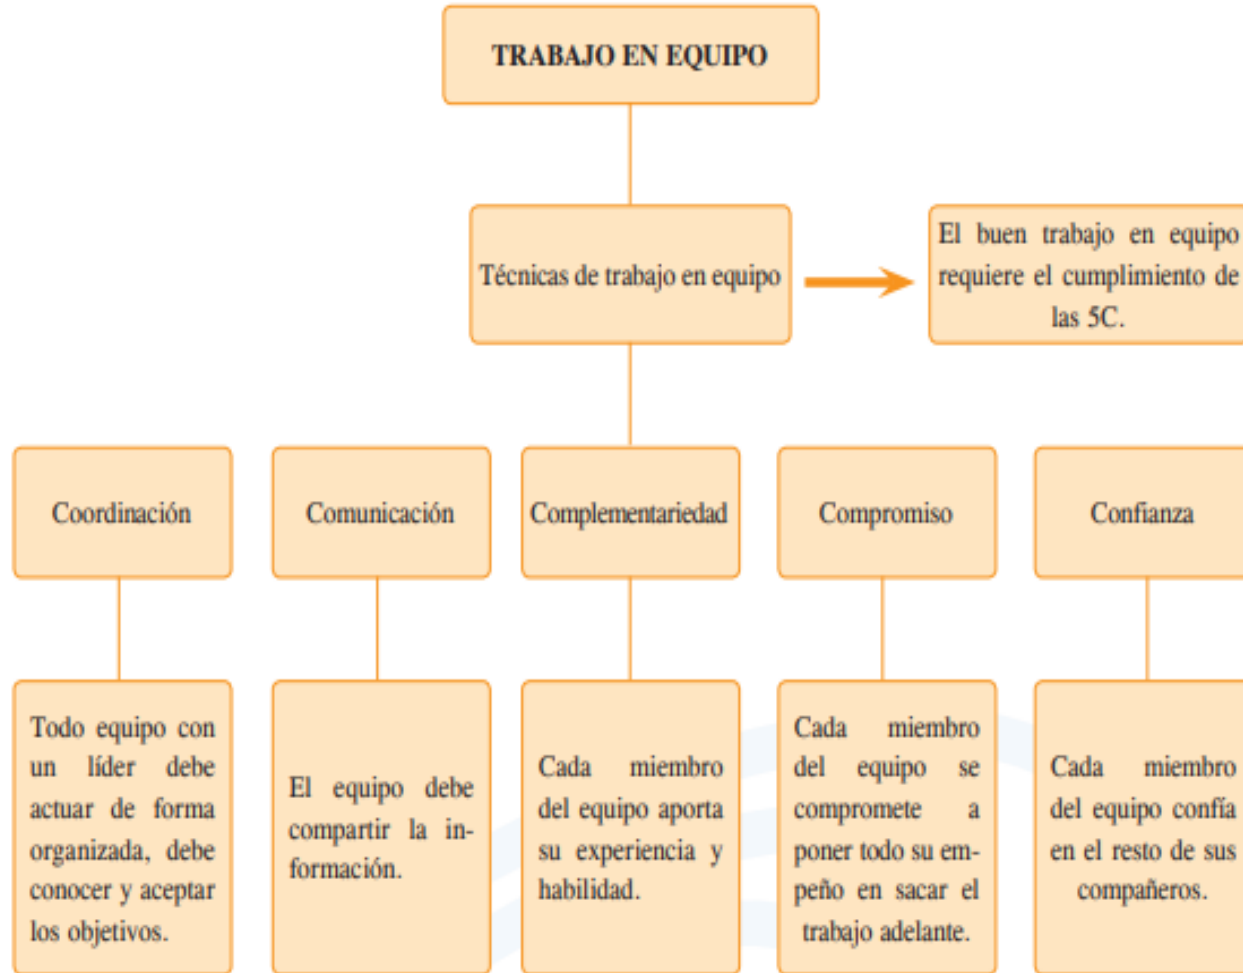 TRABAJO EN EQUIPO
Técnicas de trabajo en equipo
El buen trabajo en equipo
requiere el cumplimiento de
las 5C.
Coordinación
Comunicación
Complementariedad
Compromiso
Confianza
Todo equipo con
un líder debe
actuar de forma
organizada, debe
conocer y aceptar
los objetivos.
El equipo debe
compartir la in-
formación.
Cada miembro
del equipo aporta
su experiencia y
habilidad.
Cada miembro
del equipo se
compromete a
poner todo su em-
peño en sacar el
trabajo adelante.
Cada miembro
del equipo confía
en el resto de sus
compañeros.